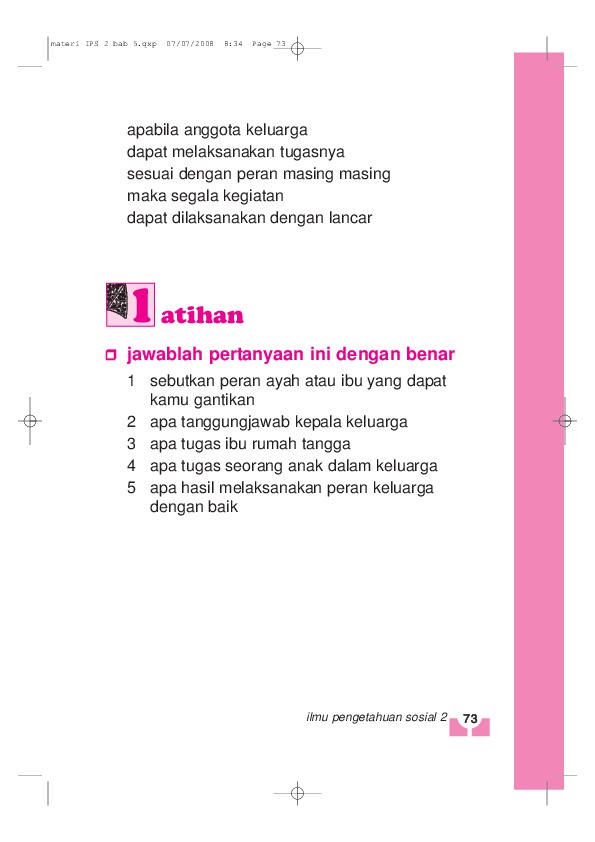 materi IPS 2 bab 5.qxp  07/07/2008  8:34  Page 73
apabila anggota keluarga
dapat melaksanakan tugasnya
sesuai dengan peran masing masing
maka segala kegiatan
dapat dilaksanakan dengan lancar
latihan
jawablah pertanyaan ini dengan benar
1 sebutkan peran ayah atau ibu yang dapat
kamu gantikan
2 apa tanggungjawab kepala keluarga
3 apa tugas ibu rumah tangga
4 apa tugas seorang anak dalam keluarga
5 apa hasil melaksanakan peran keluarga
dengan baik
ilmu pengetahuan sosial 2 73